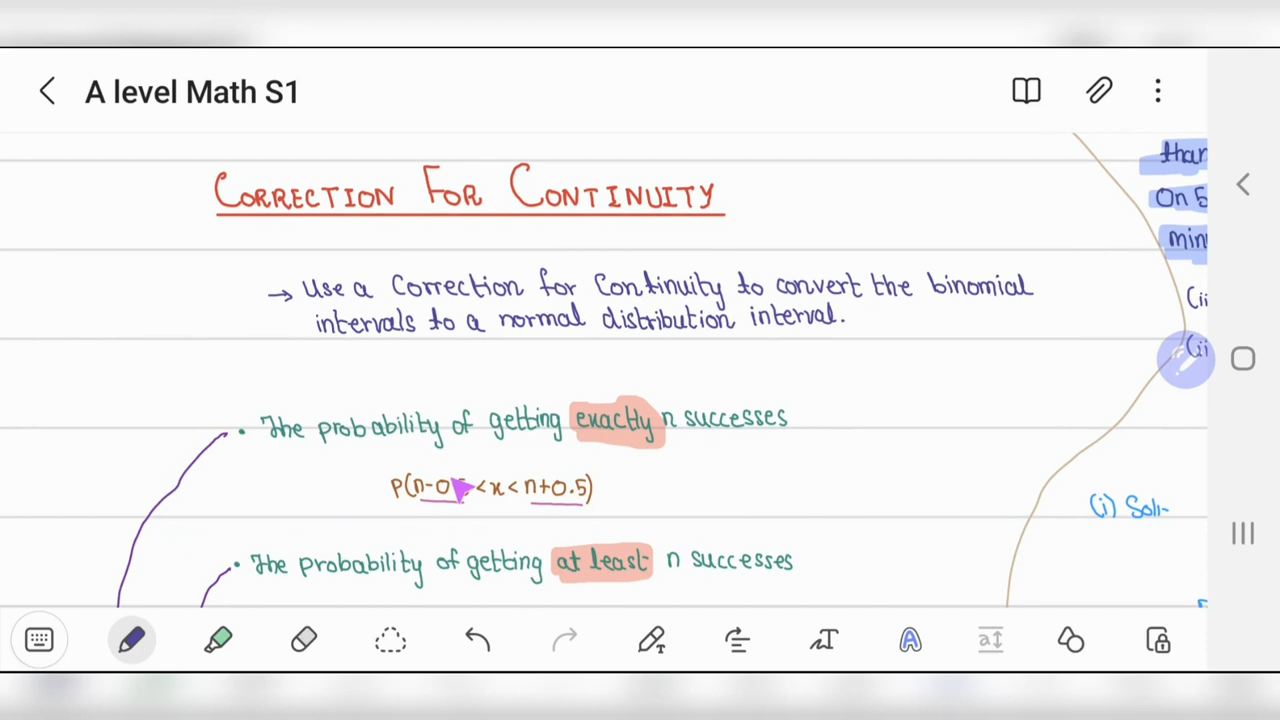 A level Math S1
CORRECTION FOR CONTINUITY
→ Use a Correction for Continuity to convert the binomial
intervals to a normal distribution interval.
• The probability of getting exactly n successes
P(n-0. <x< n+0.5)
• The probability of getting at least n successes
On 5
(ii
(i) Sol:-